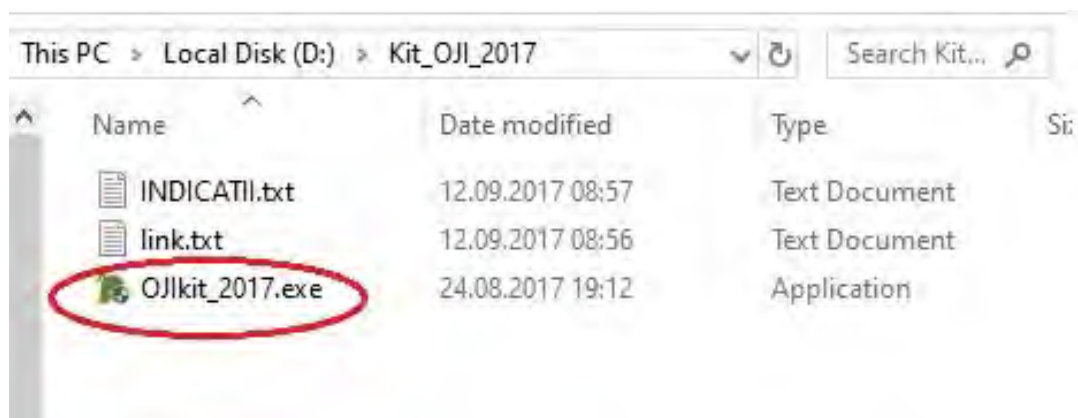 This PC > Local Disk (D:) > Kit_OJI_2017 Search Kit...
Name Date modified Type Si
INDICATII.txt 12.09.2017 08:57 Text Document
link.txt 12.09.2017 08:56 Text Document
OJIkit_2017.exe 24.08.2017 19:12 Application